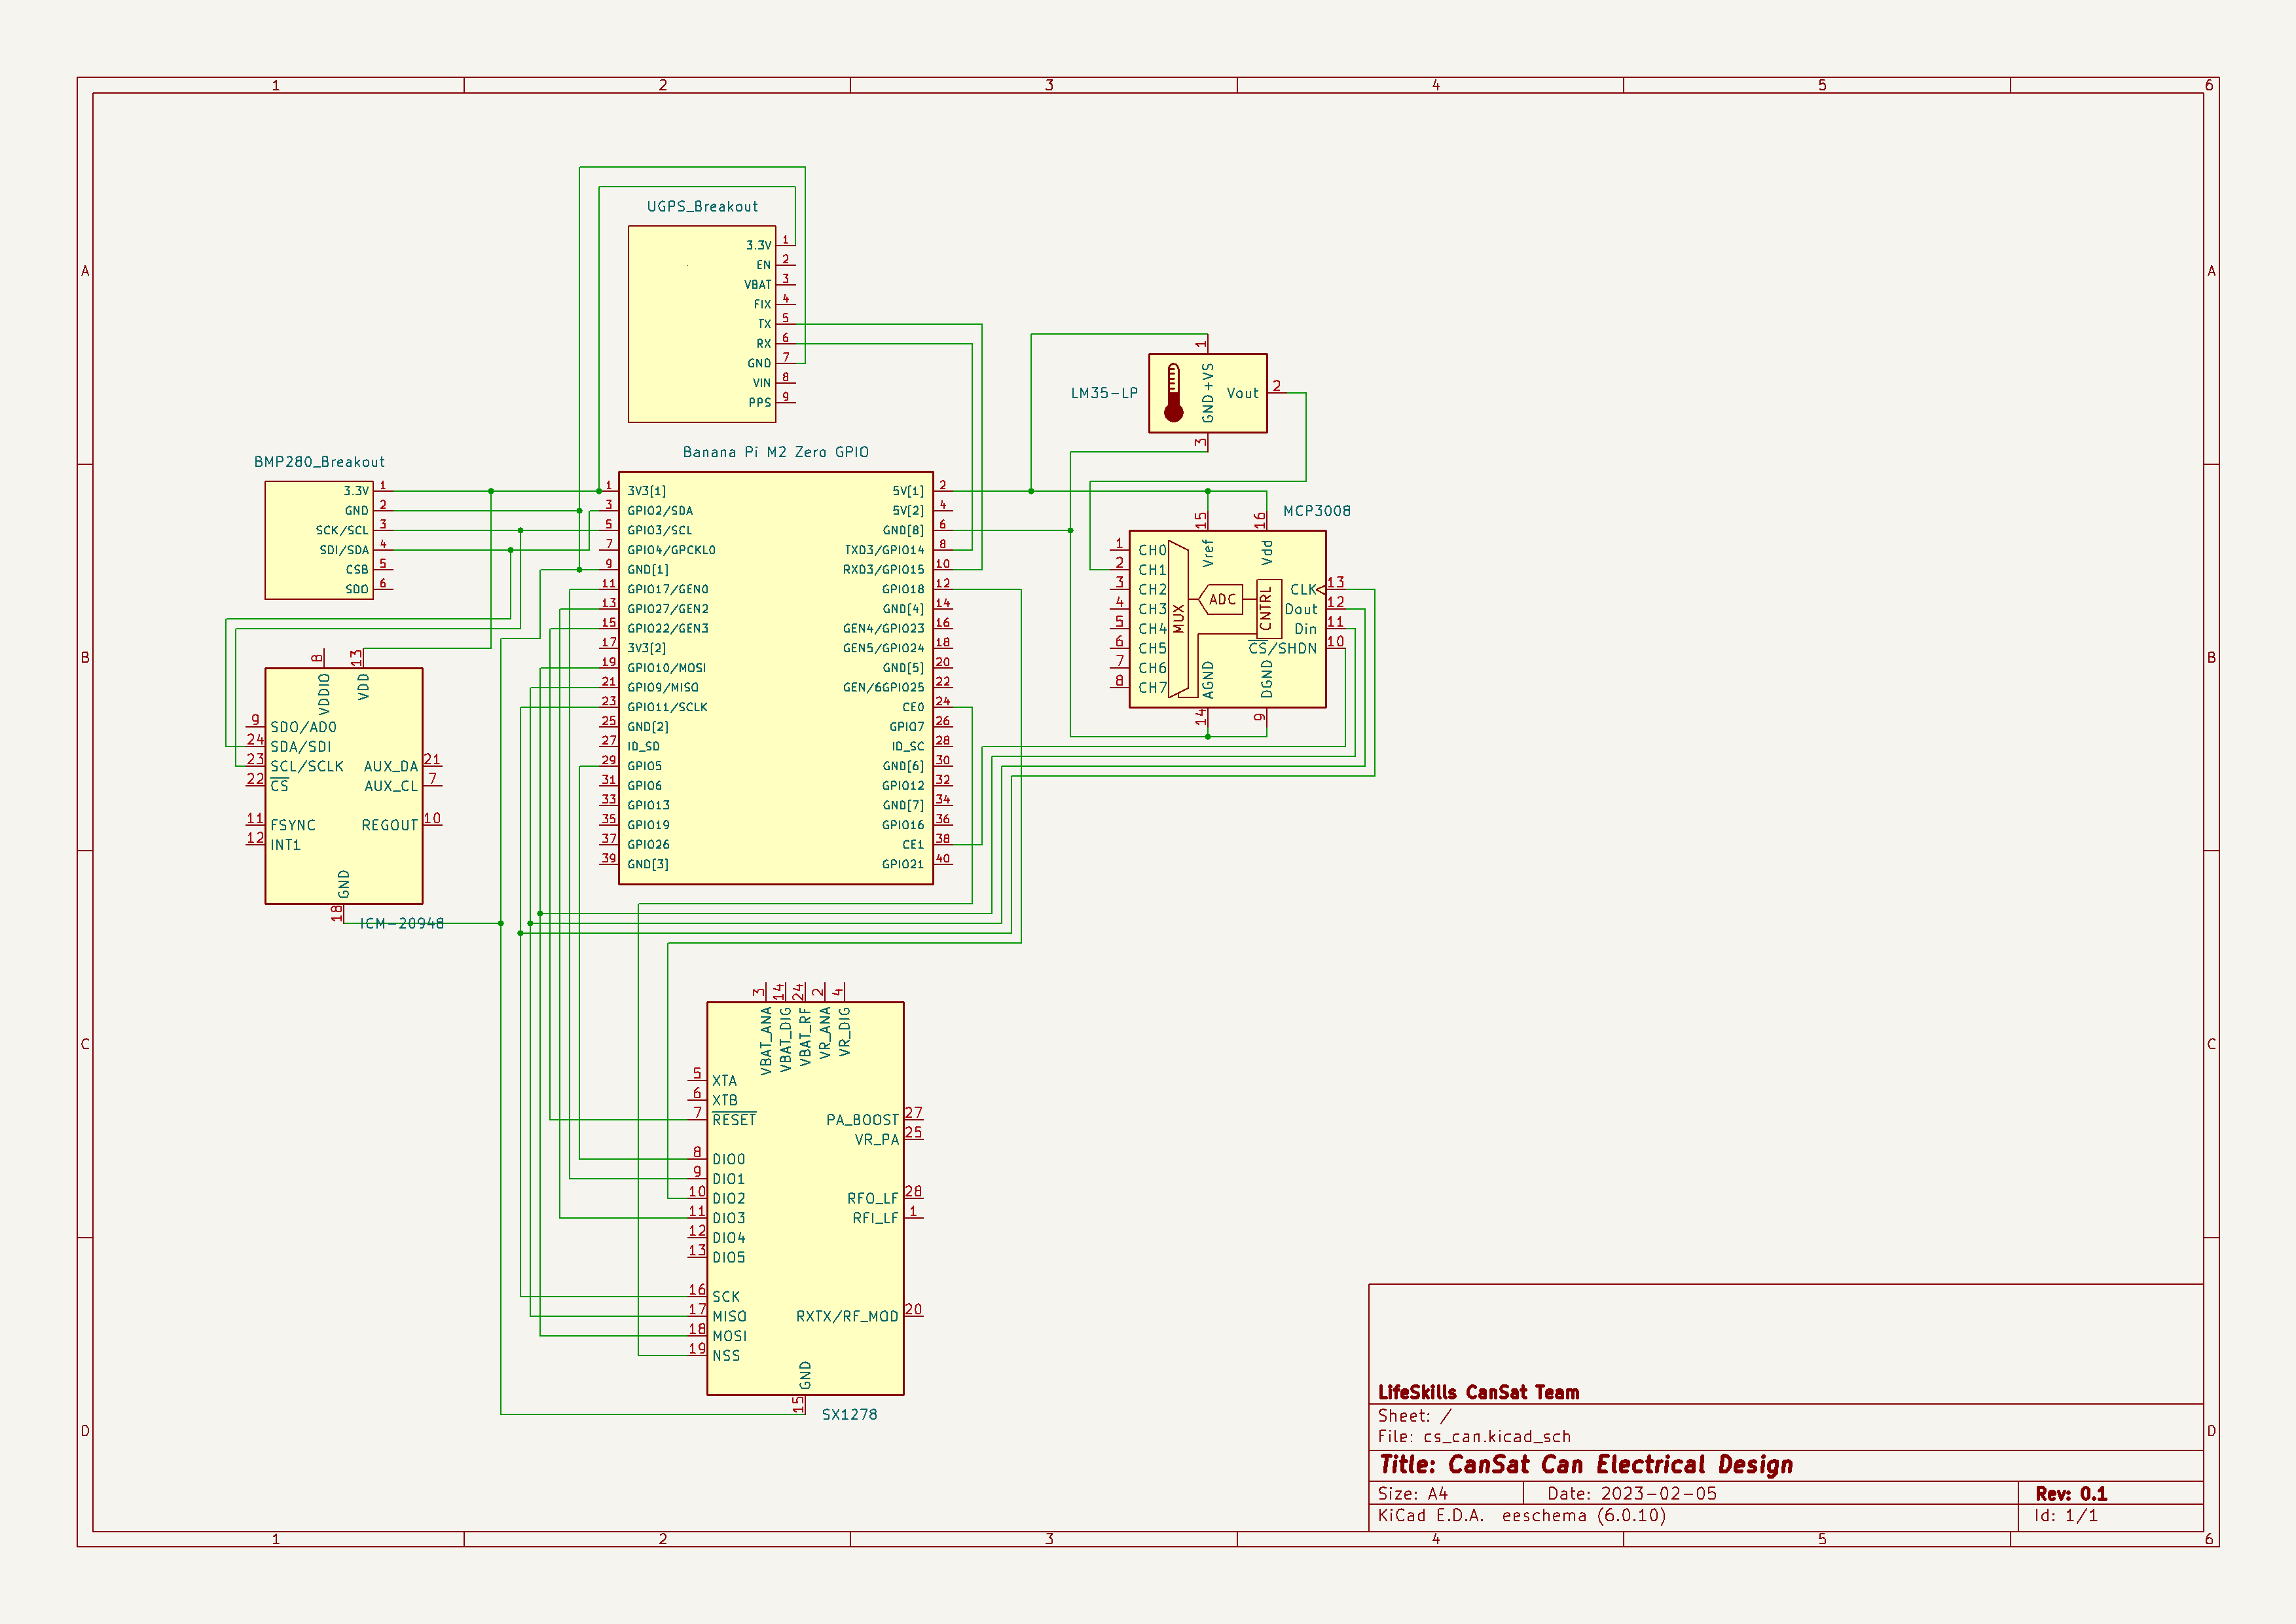 1 2 3 4 5 6
A A
B B
C C
D D
UGPS_Breakout
3.3V 1
EN 2
VBAT 3
FIX 4
TX 5
RX 6
GND 7
VIN 8
PPS 9
LM35-LP
1
+VS
GND
Vout 2
3
Banana Pi M2 Zero GPIO
1 3V3[1] 5V[1] 2
3 GPIO2/SDA 5V[2] 4
5 GPIO3/SCL GND[8] 6
7 GPIO4/GPCKL0 TXD3/GPIO14 8
9 GND[1] RXD3/GPIO15 10
11 GPIO17/GEN0 GPIO18 12
13 GPIO27/GEN2 GND[4] 14
15 GPIO22/GEN3 GEN4/GPIO23 16
17 3V3[2] GEN5/GPIO24 18
19 GPIO10/MOSI GND[5] 20
21 GPIO9/MISO GEN/6GPIO25 22
23 GPIO11/SCLK CE0 24
25 GND[2] GPIO7 26
27 ID_SD ID_SC 28
29 GPIO5 GND[6] 30
31 GPIO6 GPIO12 32
33 GPIO13 GND[7] 34
35 GPIO19 GPIO16 36
37 GPIO26 CE1 38
39 GND[3] GPIO21 40
BMP280_Breakout
3.3V 1
GND 2
SCK/SCL 3
SDI/SDA 4
CSB 5
SDO 6
MCP3008
15 Vref
16 Vdd
1 CH0
2 CH1
3 CH2
4 CH3
5 CH4
6 CH5
7 CH6
8 CH7
MUX
ADC
CNTRL
CLK 13
Dout 12
Din 11
CS/SHDN 10
AGND 14
DGND 9
8 VDDIO
13 VDD
9 SDO/AD0
24 SDA/SDI
23 SCL/SCLK
22 CS
11 FSYNC
12 INT1
AUX_DA 21
AUX_CL 7
REGOUT 10
GND 18
ICM-20948
3 VBAT_ANA
14 VBAT_DIG
24 VBAT_RF
2 VR_ANA
4 VR_DIG
5 XTA
6 XTB
7 RESET
8 DIO0
9 DIO1
10 DIO2
11 DIO3
12 DIO4
13 DIO5
16 SCK
17 MISO
18 MOSI
19 NSS
PA_BOOST 27
VR_PA 25
RFO_LF 28
RFI_LF 1
RXTX/RF_MOD 20
GND 15
SX1278
LifeSkills CanSat Team
Sheet: /
File: cs_can.kicad_sch
Title: CanSat Can Electrical Design
Size: A4 Date: 2023-02-05 Rev: 0.1
KiCad E.D.A. eeschema (6.0.10) Id: 1/1
1 2 3 4 5 6